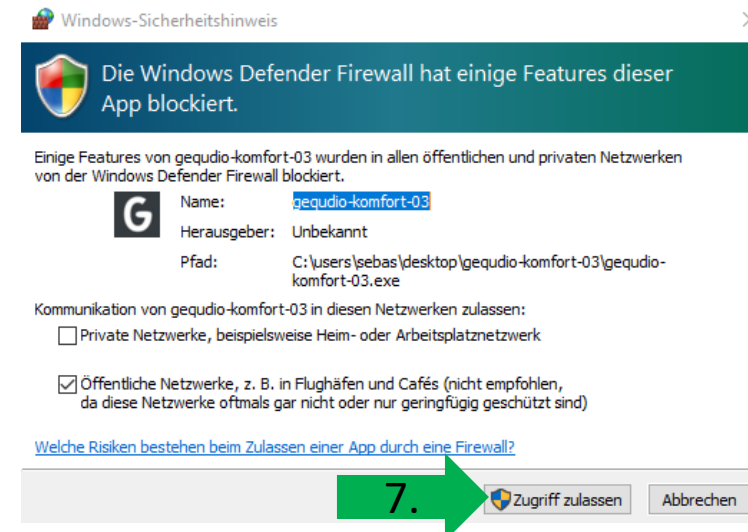 Windows-Sicherheitshinweis
Die Windows Defender Firewall hat einige Features dieser
App blockiert.
Einige Features von gequdio-komfort-03 wurden in allen öffentlichen und privaten Netzwerken
von der Windows Defender Firewall blockiert.
G
Name: gequdio-komfort-03
Herausgeber: Unbekannt
Pfad: C:\users\sebas\desktop\gequdio-komfort-03\gequdio-
komfort-03.exe
Kommunikation von gequdio-komfort-03 in diesen Netzwerken zulassen:
Private Netzwerke, beispielsweise Heim- oder Arbeitsplatznetzwerk
Öffentliche Netzwerke, z. B. in Flughäfen und Cafés (nicht empfohlen,
da diese Netzwerke oftmals gar nicht oder nur geringfügig geschützt sind)
Welche Risiken bestehen beim Zulassen einer App durch eine Firewall?
7. Zugriff zulassen Abbrechen